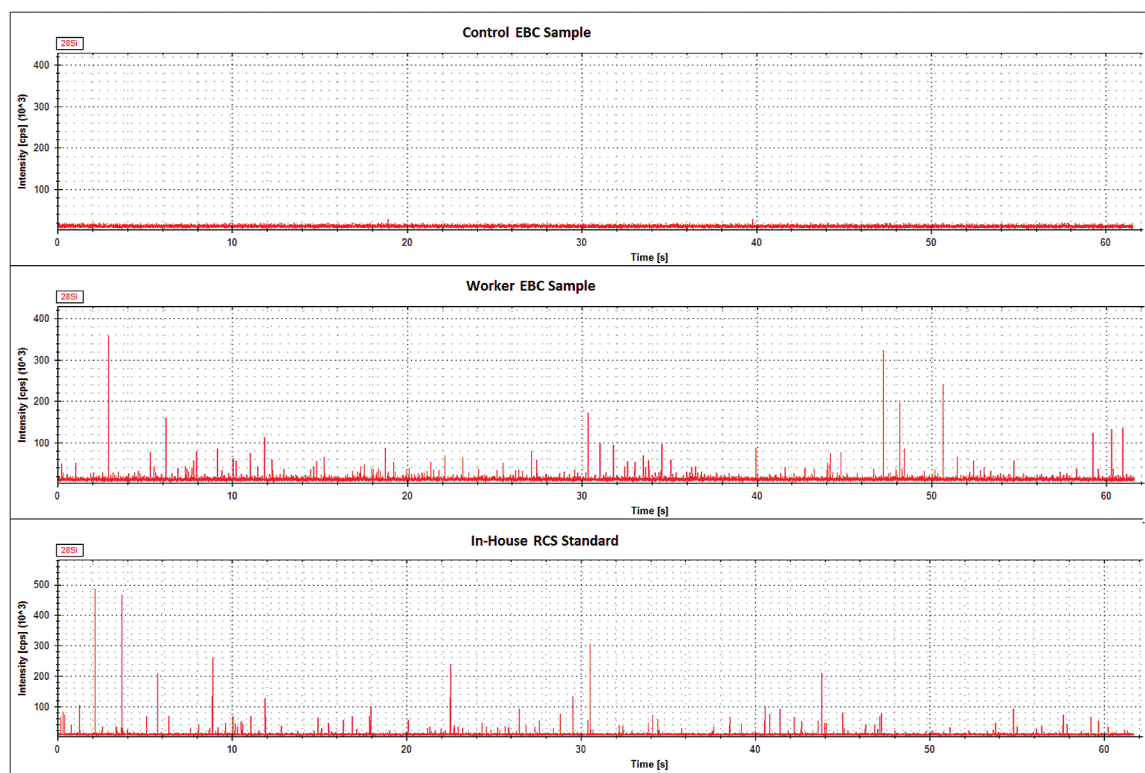 Control EBC Sample
28Si
Intensity [cps] (10^3)
400
300
200
100
0 10 20 30 40 50 60
Time [s]
Worker EBC Sample
28Si
Intensity [cps] (10^3)
400
300
200
100
0 10 20 30 40 50 60
Time [s]
In-House RCS Standard
28Si
Intensity [cps] (10^3)
500
400
300
200
100
0 10 20 30 40 50 60
Time [s]